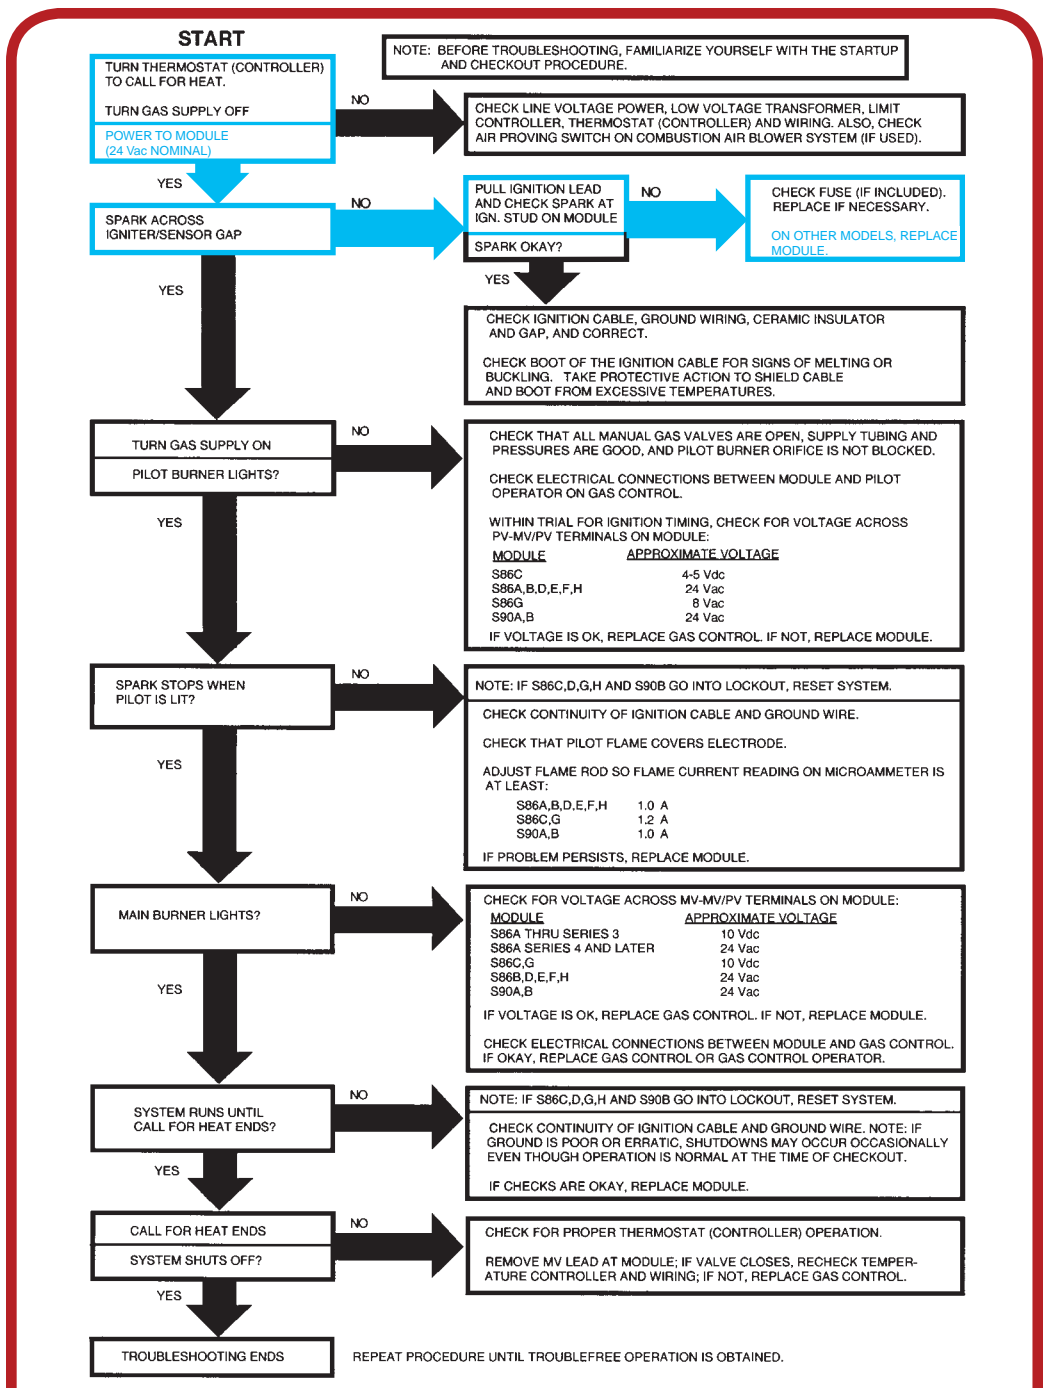 START
NOTE: BEFORE TROUBLESHOOTING, FAMILIARIZE YOURSELF WITH THE STARTUP
AND CHECKOUT PROCEDURE.
TURN THERMOSTAT (CONTROLLER)
TO CALL FOR HEAT.
TURN GAS SUPPLY OFF
POWER TO MODULE
(24 Vac NOMINAL)
NO
CHECK LINE VOLTAGE POWER, LOW VOLTAGE TRANSFORMER, LIMIT
CONTROLLER, THERMOSTAT (CONTROLLER) AND WIRING. ALSO, CHECK
AIR PROVING SWITCH ON COMBUSTION AIR BLOWER SYSTEM (IF USED).
YES
SPARK ACROSS
IGNITER/SENSOR GAP
NO
PULL IGNITION LEAD
AND CHECK SPARK AT
IGN. STUD ON MODULE
SPARK OKAY?
NO
CHECK FUSE (IF INCLUDED).
REPLACE IF NECESSARY.
ON OTHER MODELS, REPLACE
MODULE.
YES
YES
CHECK IGNITION CABLE, GROUND WIRING, CERAMIC INSULATOR
AND GAP, AND CORRECT.
CHECK BOOT OF THE IGNITION CABLE FOR SIGNS OF MELTING OR
BUCKLING. TAKE PROTECTIVE ACTION TO SHIELD CABLE
AND BOOT FROM EXCESSIVE TEMPERATURES.
TURN GAS SUPPLY ON
PILOT BURNER LIGHTS?
NO
CHECK THAT ALL MANUAL GAS VALVES ARE OPEN, SUPPLY TUBING AND
PRESSURES ARE GOOD, AND PILOT BURNER ORIFICE IS NOT BLOCKED.
CHECK ELECTRICAL CONNECTIONS BETWEEN MODULE AND PILOT
OPERATOR ON GAS CONTROL.
WITHIN TRIAL FOR IGNITION TIMING, CHECK FOR VOLTAGE ACROSS
PV-MV/PV TERMINALS ON MODULE:
MODULE APPROXIMATE VOLTAGE
S86C 4-5 Vdc
S86A,B,D,E,F,H 24 Vac
S86G 8 Vac
S90A,B 24 Vac
IF VOLTAGE IS OK, REPLACE GAS CONTROL. IF NOT, REPLACE MODULE.
YES
SPARK STOPS WHEN
PILOT IS LIT?
NO
NOTE: IF S86C,D,G,H AND S90B GO INTO LOCKOUT, RESET SYSTEM.
CHECK CONTINUITY OF IGNITION CABLE AND GROUND WIRE.
CHECK THAT PILOT FLAME COVERS ELECTRODE.
ADJUST FLAME ROD SO FLAME CURRENT READING ON MICROAMMETER IS
AT LEAST:
S86A,B,D,E,F,H 1.0 A
S86C,G 1.2 A
S90A,B 1.0 A
IF PROBLEM PERSISTS, REPLACE MODULE.
YES
MAIN BURNER LIGHTS?
NO
CHECK FOR VOLTAGE ACROSS MV-MV/PV TERMINALS ON MODULE:
MODULE APPROXIMATE VOLTAGE
S86A THRU SERIES 3 10 Vdc
S86A SERIES 4 AND LATER 24 Vac
S86C,G 10 Vdc
S86B,D,E,F,H 24 Vac
S90A,B 24 Vac
IF VOLTAGE IS OK, REPLACE GAS CONTROL. IF NOT, REPLACE MODULE.
CHECK ELECTRICAL CONNECTIONS BETWEEN MODULE AND GAS CONTROL.
IF OKAY, REPLACE GAS CONTROL OR GAS CONTROL OPERATOR.
YES
SYSTEM RUNS UNTIL
CALL FOR HEAT ENDS?
NO
NOTE: IF S86C,D,G,H AND S90B GO INTO LOCKOUT, RESET SYSTEM.
CHECK CONTINUITY OF IGNITION CABLE AND GROUND WIRE. NOTE: IF
GROUND IS POOR OR ERRATIC, SHUTDOWNS MAY OCCUR OCCASIONALLY
EVEN THOUGH OPERATION IS NORMAL AT THE TIME OF CHECKOUT.
IF CHECKS ARE OKAY, REPLACE MODULE.
YES
CALL FOR HEAT ENDS
SYSTEM SHUTS OFF?
NO
CHECK FOR PROPER THERMOSTAT (CONTROLLER) OPERATION.
REMOVE MV LEAD AT MODULE; IF VALVE CLOSES, RECHECK TEMPER-
ATURE CONTROLLER AND WIRING; IF NOT, REPLACE GAS CONTROL.
YES
TROUBLESHOOTING ENDS
REPEAT PROCEDURE UNTIL TROUBLEFREE OPERATION IS OBTAINED.